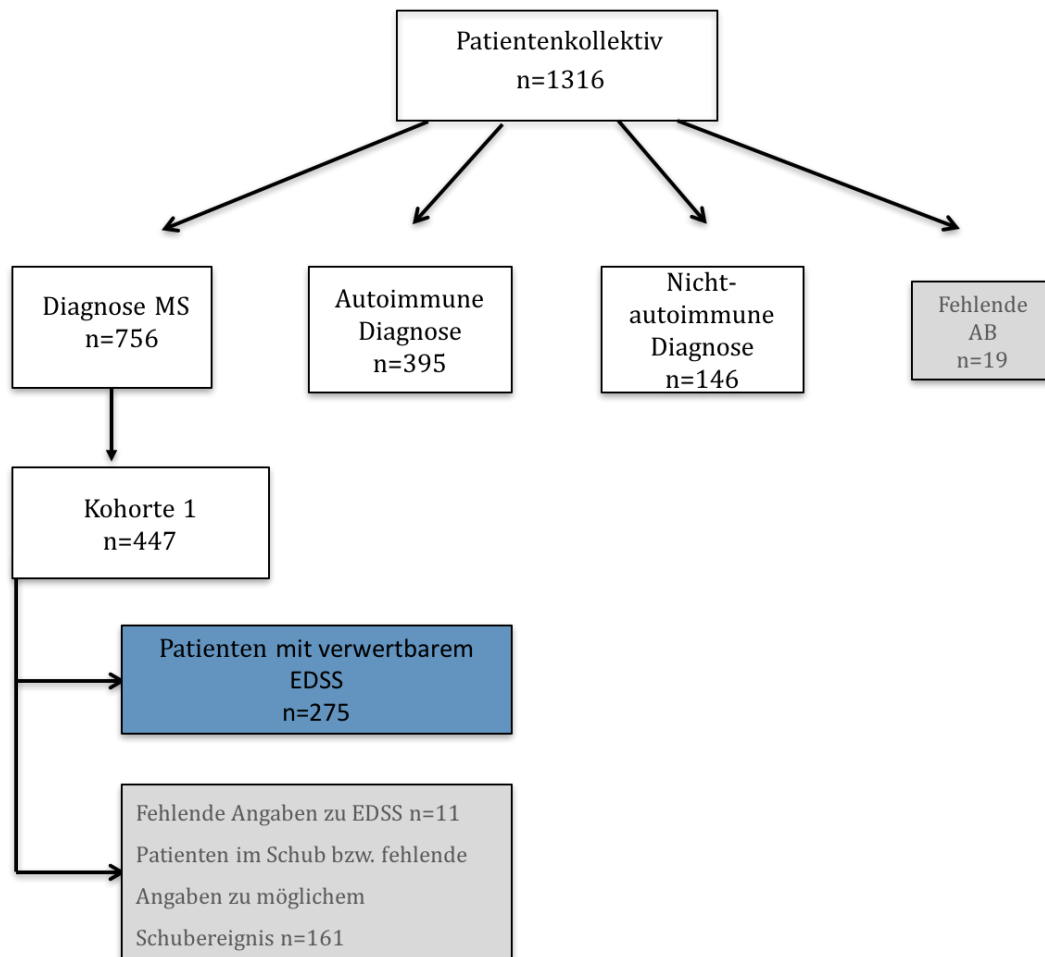 Patientenkollektiv
n=1316
Diagnose MS
n=756
Autoimmune
Diagnose
n=395
Nicht-
autoimmune
Diagnose
n=146
Fehlende
AB
n=19
Kohorte 1
n=447
Patienten mit verwertbarem
EDSS
n=275
Fehlende Angaben zu EDSS n=11
Patienten im Schub bzw. fehlende
Angaben zu möglichem
Schubereignis n=161